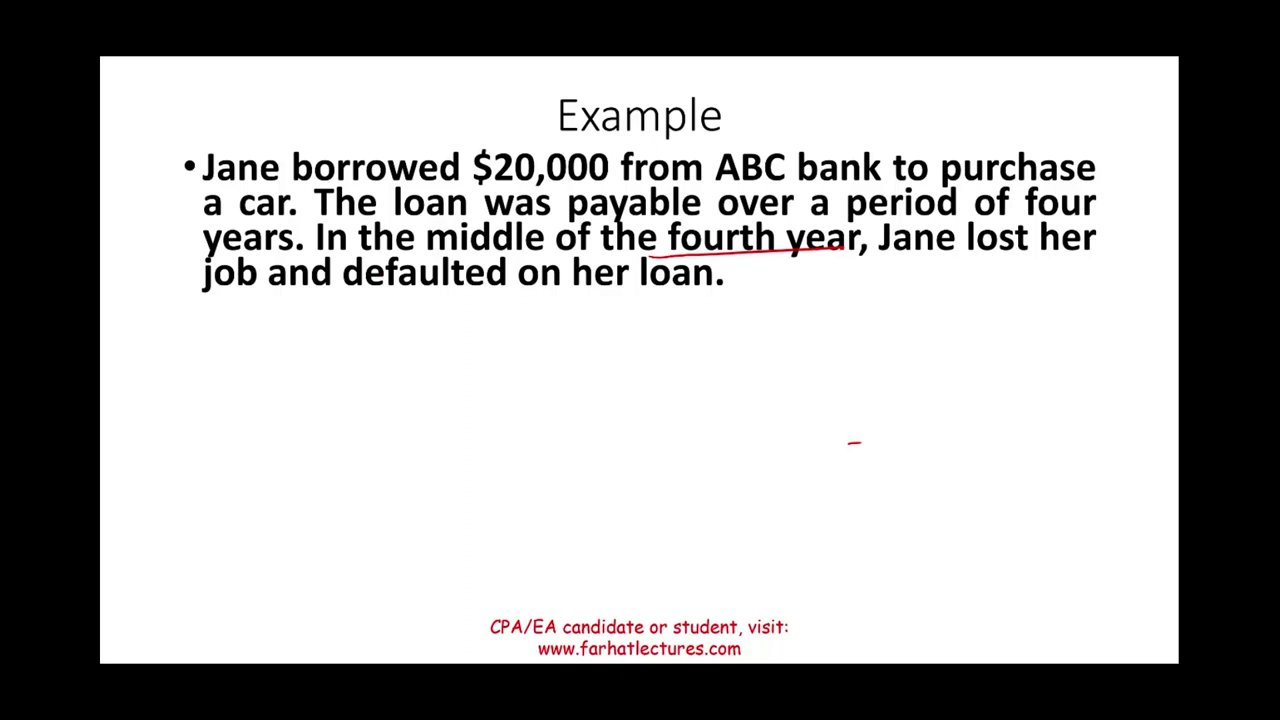 Example
•Jane borrowed $20,000 from ABC bank to purchase
a car. The loan was payable over a period of four
years. In the middle of the fourth year, Jane lost her
job and defaulted on her loan.
CPA/EA candidate or student, visit:
www.farhatlectures.com